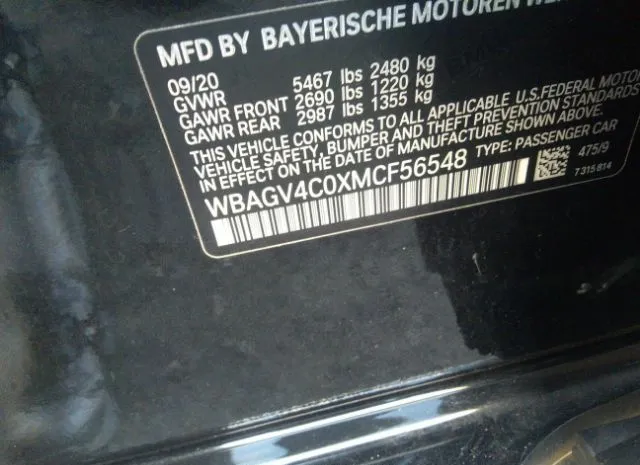 MFD BY BAYERISCHE MOTOREN
09/20
GVWR 5467 lbs 2480 kg
GAWR FRONT 2690 lbs 1220 kg
GAWR REAR 2987 lbs 1355 kg
THIS VEHICLE CONFORMS TO ALL APPLICABLE U.S.FEDERAL MOTOR
VEHICLE SAFETY, BUMPER AND THEFT PREVENTION STANDARDS
IN EFFECT ON THE DATE OF MANUFACTURE SHOWN ABOVE.
WBAGV4C0XMCF56548 TYPE: PASSENGER CAR
475/9
7315814